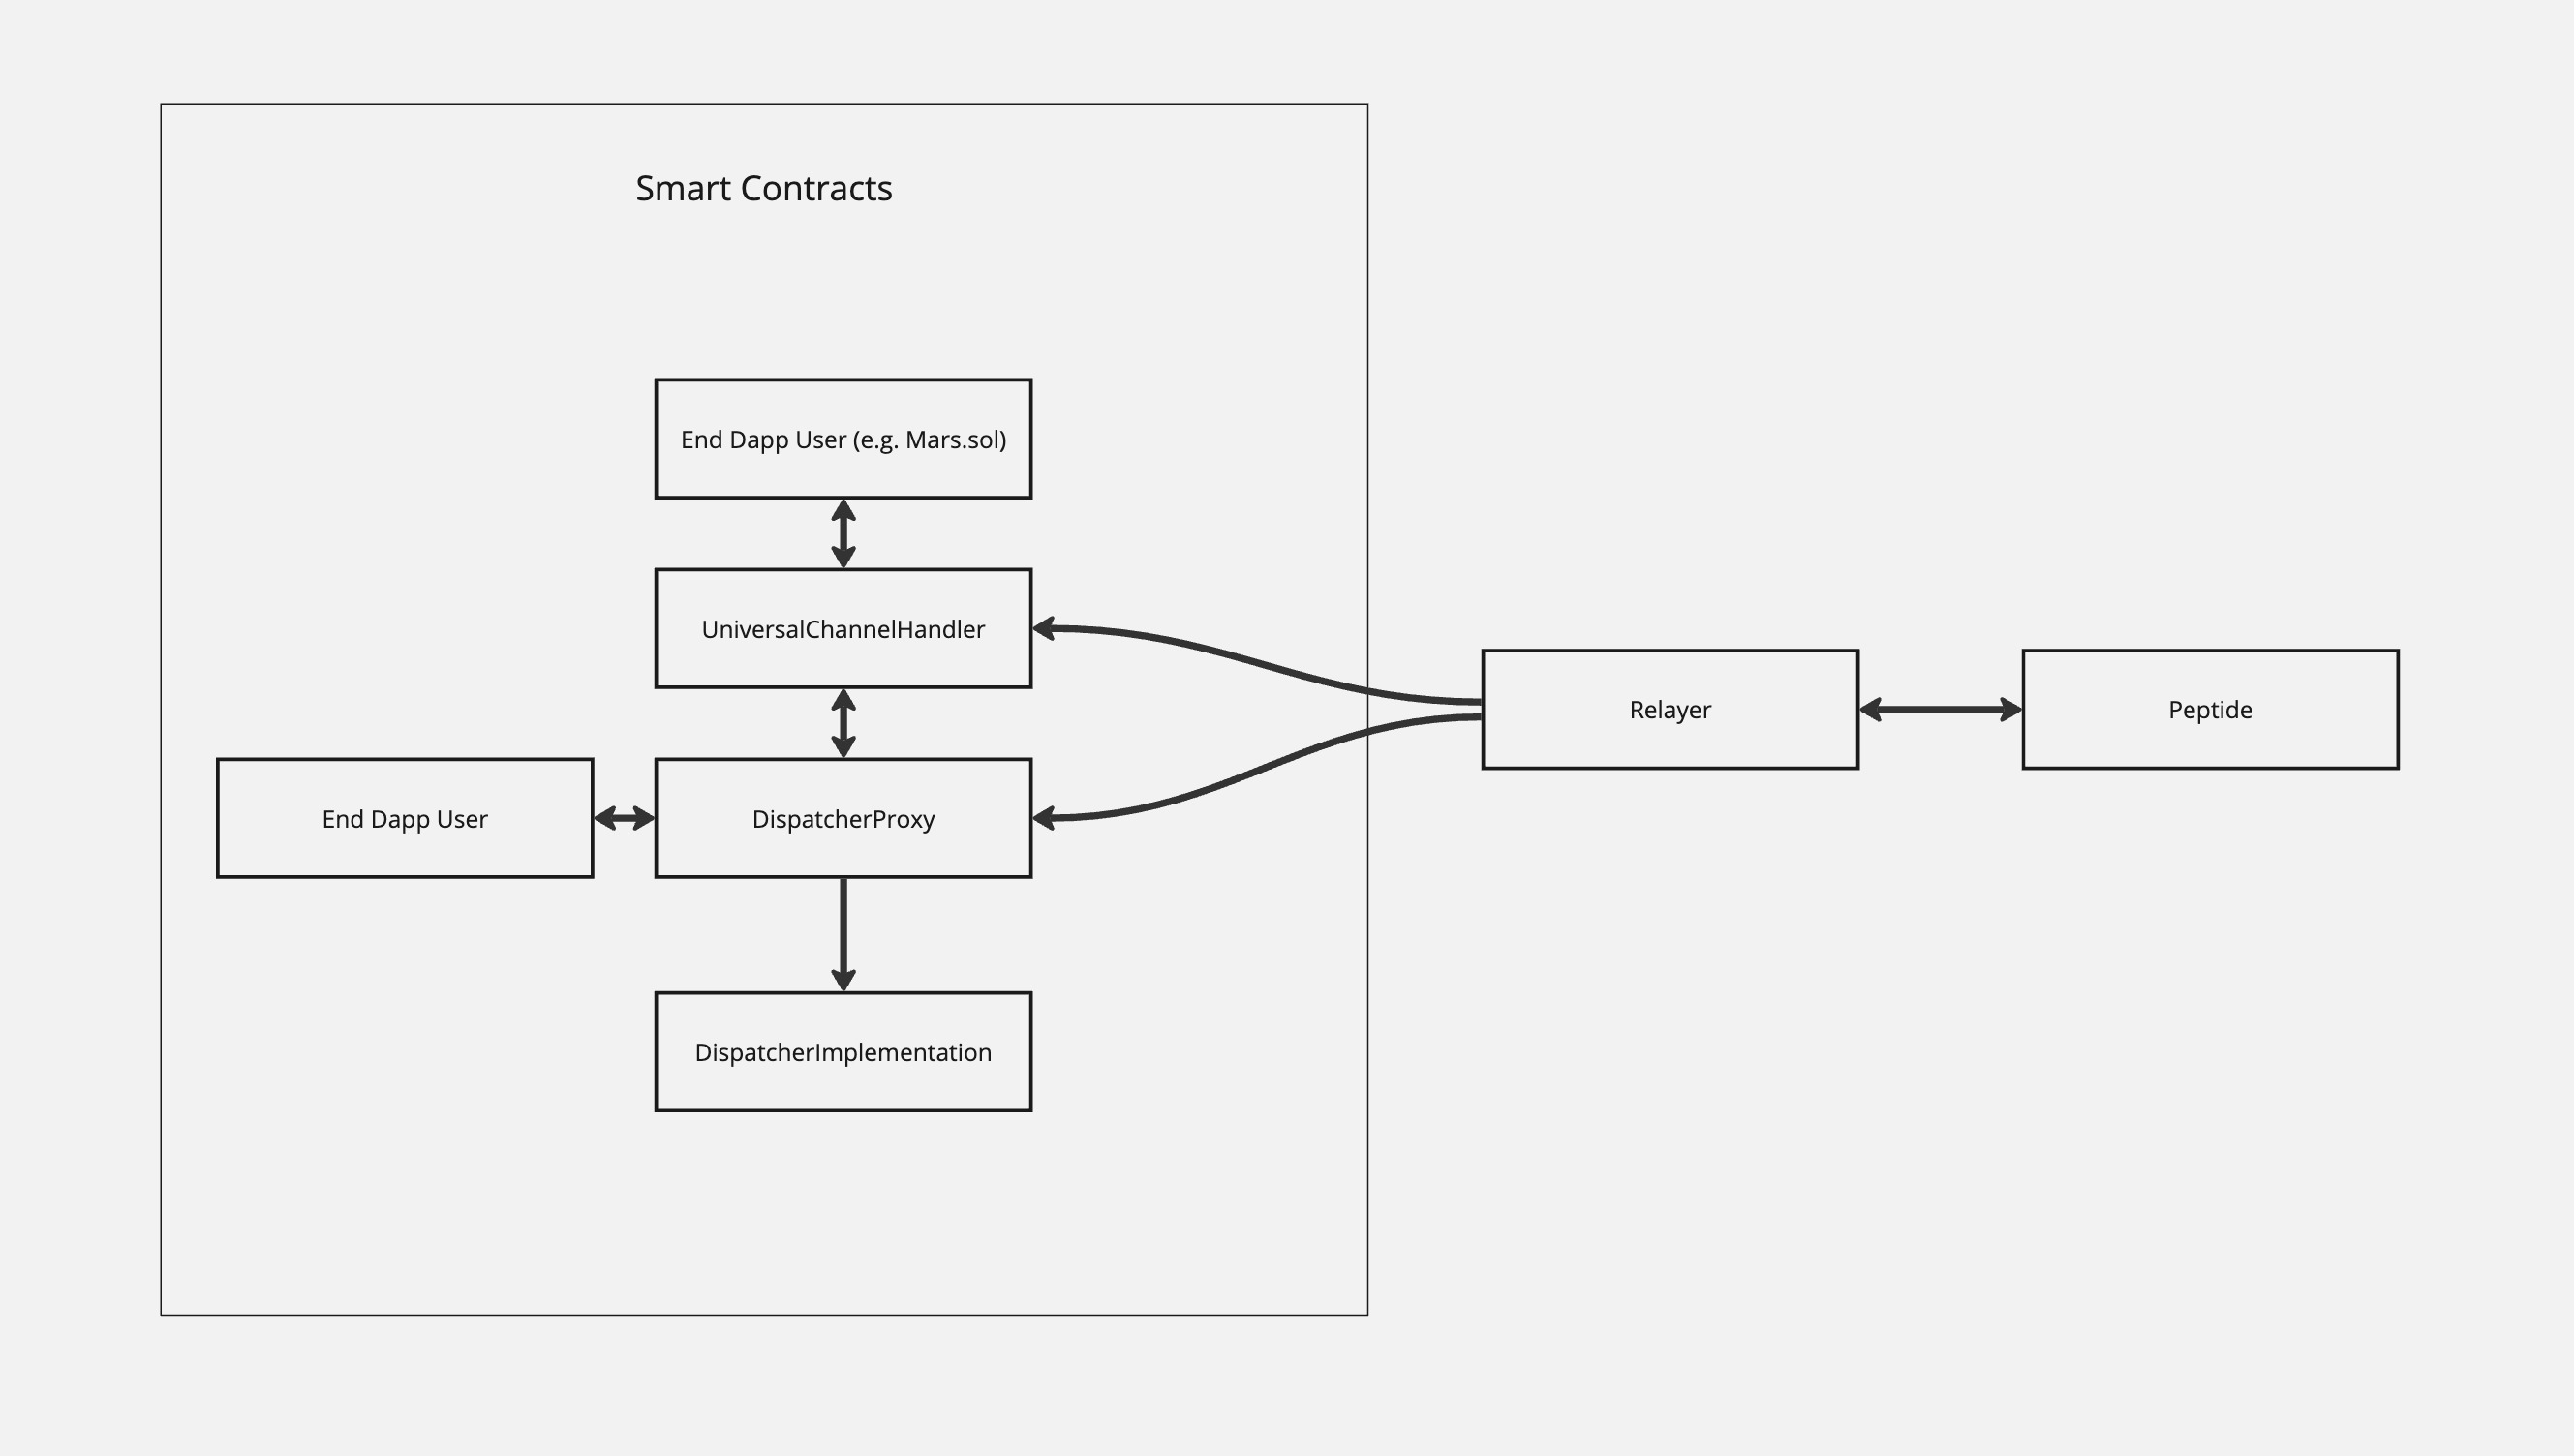 Smart Contracts
End Dapp User (e.g. Mars.sol)
UniversalChannelHandler
Relayer
Peptide
End Dapp User
DispatcherProxy
DispatcherImplementation